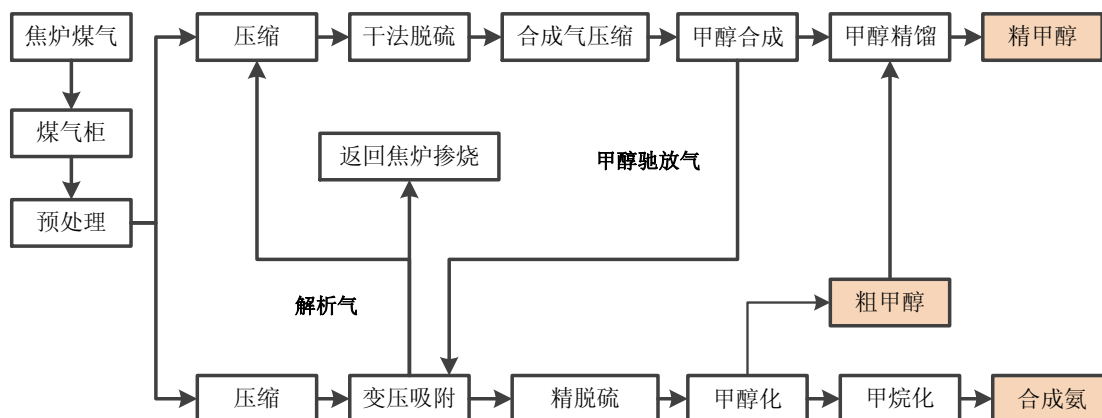 焦炉煤气
压缩
干法脱硫
合成气压缩
甲醇合成
甲醇精馏
精甲醇
煤气柜
返回焦炉掺烧
甲醇驰放气
预处理
解析气
粗甲醇
压缩
变压吸附
精脱硫
甲醇化
甲烷化
合成氨